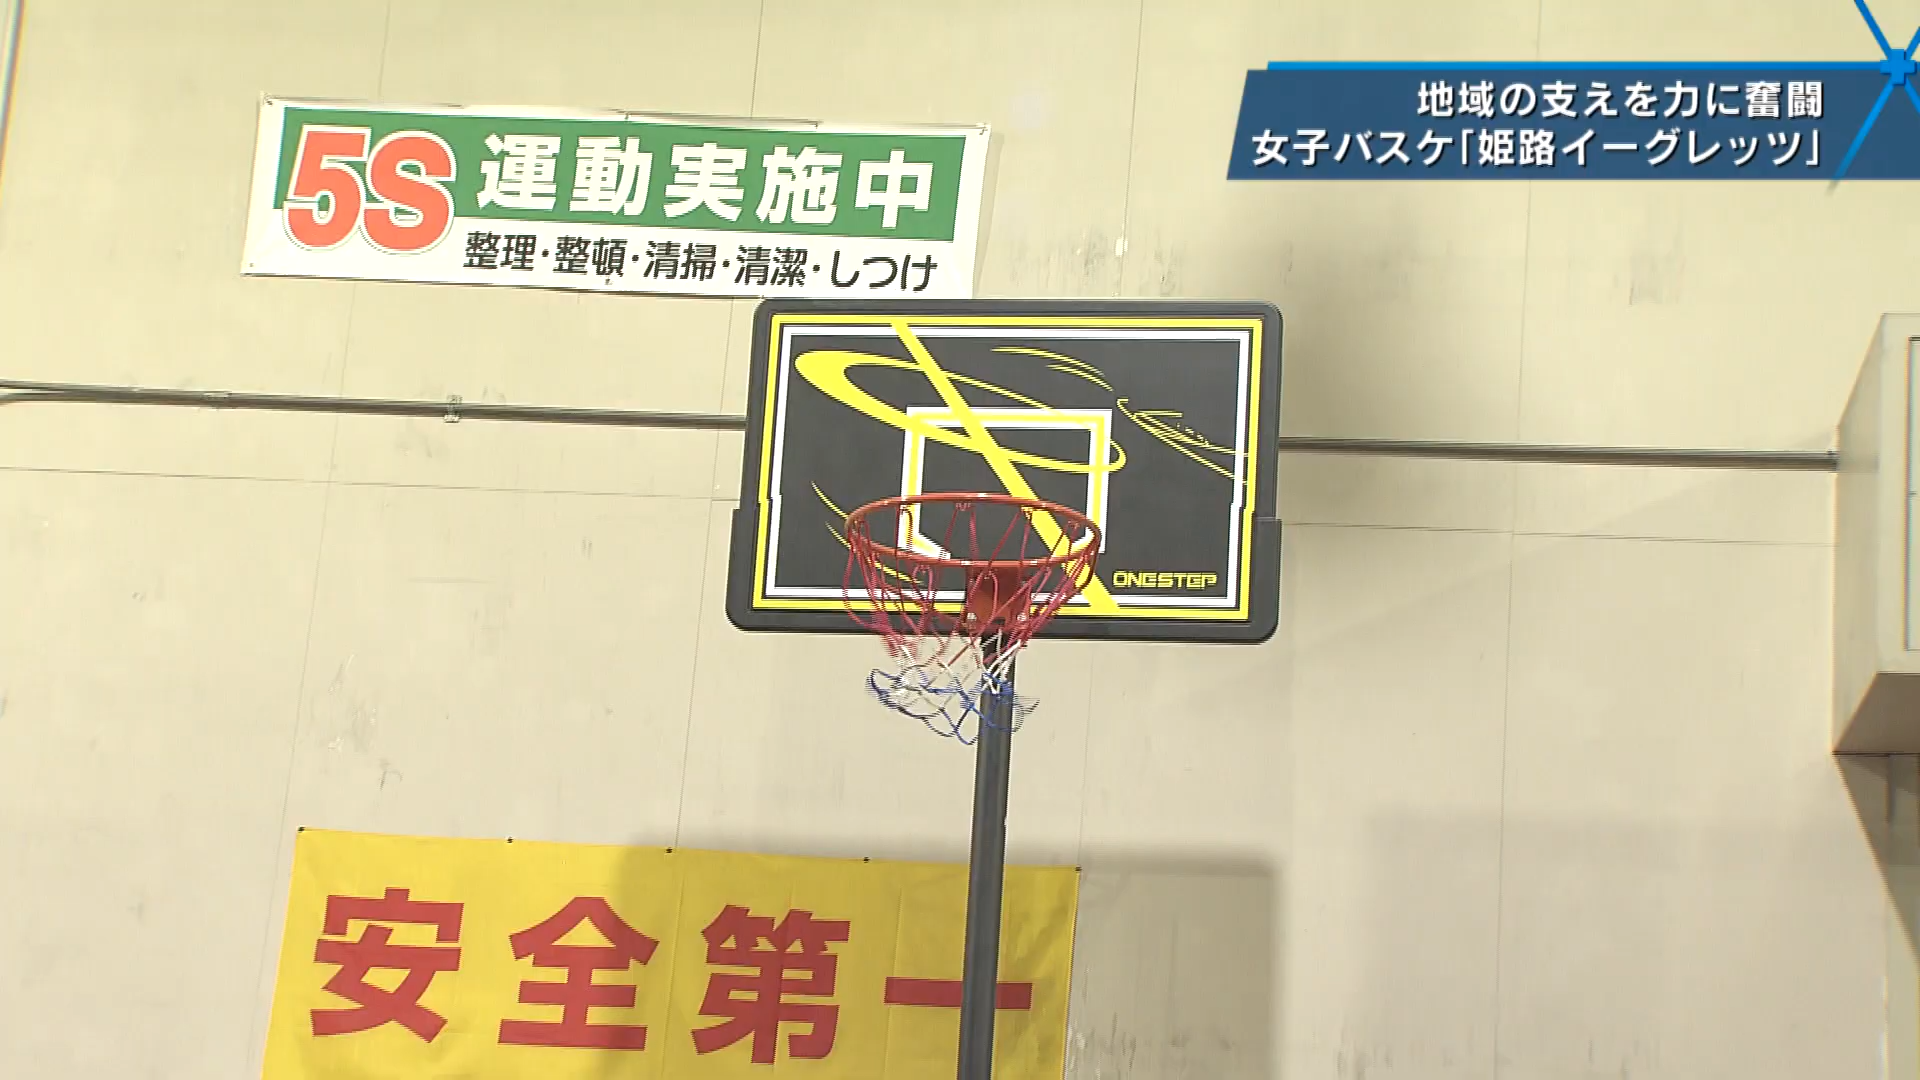 地域の支えを力に奮闘
女子バスケ「姫路イーグレッツ」
5S 運動実施中
整理・整頓・清掃・清潔・しつけ
ONESTEP
安全第一